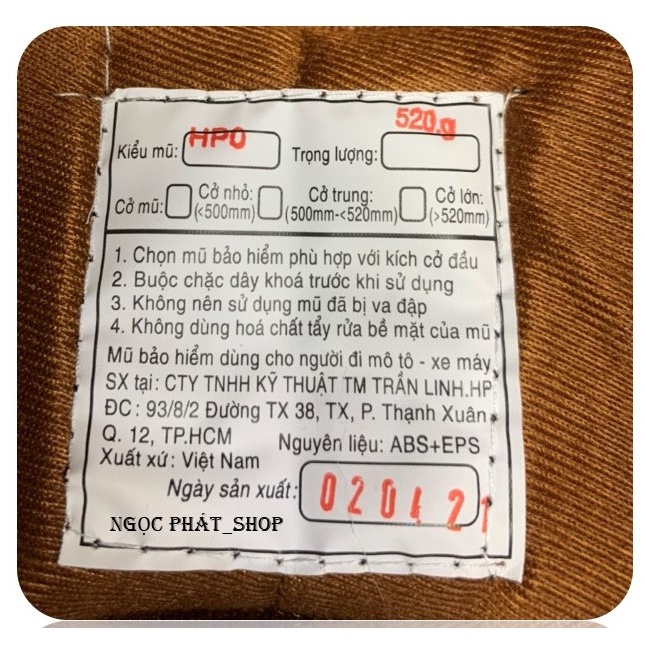 Kiểu mũ: HPO Trọng lượng: 520.g
Cỡ mũ: Cỡ nhỏ: (<500mm) Cỡ trung: (500mm-<520mm) Cỡ lớn: (>520mm)
1. Chọn mũ bảo hiểm phù hợp với kích cở đầu
2. Buộc chặc dây khoá trước khi sử dụng
3. Không nên sử dụng mũ đã bị va đập
4. Không dùng hoá chất tẩy rửa bề mặt của mũ
Mũ bảo hiểm dùng cho người đi mô tô - xe máy
SX tại: CTY TNHH KỸ THUẬT TM TRẦN LINH.HP
ĐC: 93/8/2 Đường TX 38, TX, P. Thạnh Xuân
Q. 12, TP.HCM Nguyên liệu: ABS+EPS
Xuất xứ: Việt Nam
Ngày sản xuất: 020421
NGỌC PHÁT_SHOP